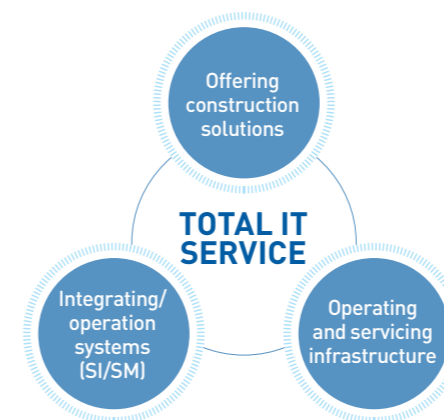 Offering
construction
solutions
TOTAL IT
SERVICE
Integrating/
operation
systems
(SI/SM)
Operating
and servicing
infrastructure